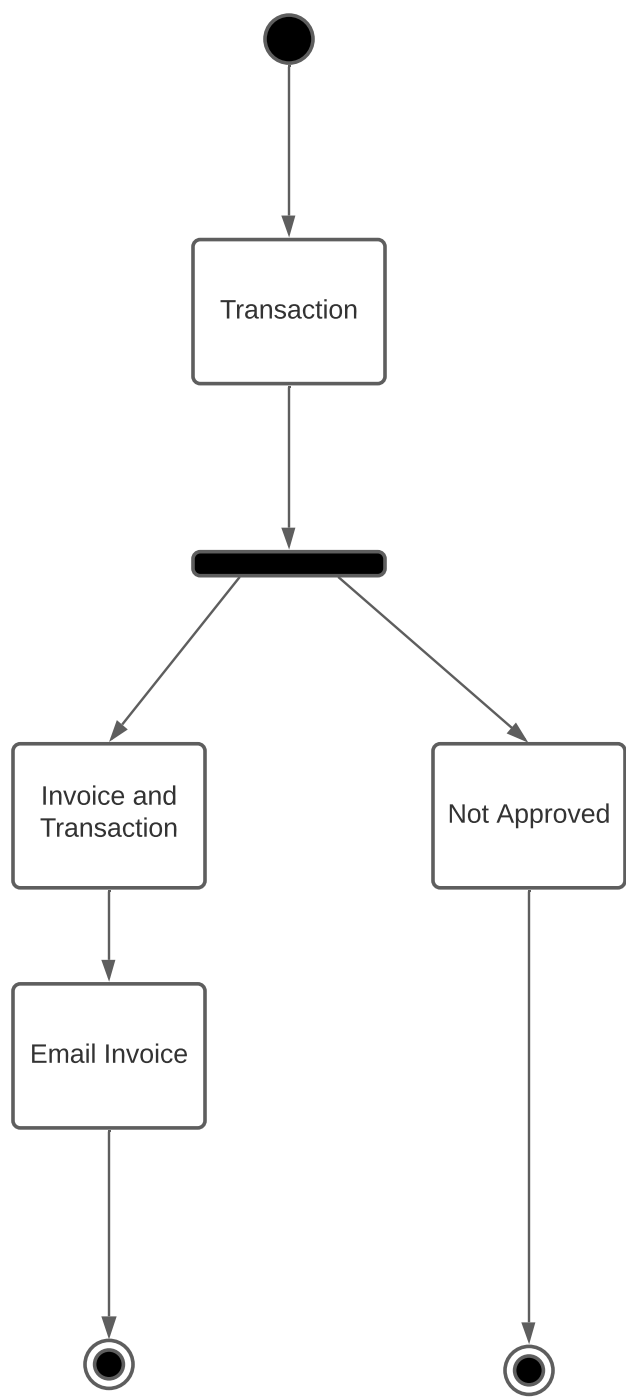 Transaction
Invoice and
Transaction
Not Approved
Email Invoice